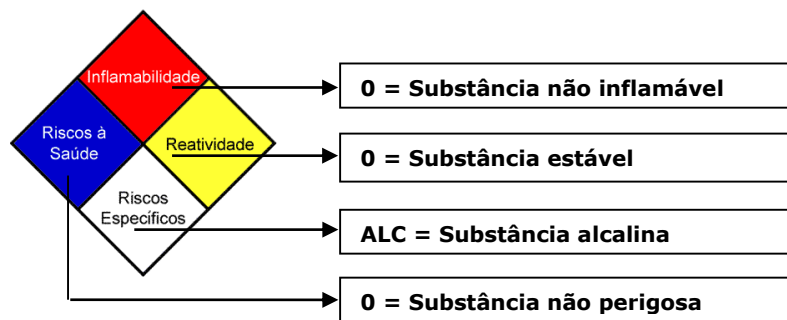 Inflamabilidade
0 = Substância não inflamável
Riscos à
Saúde
Reatividade
0 = Substância estável
Riscos
Específicos
ALC = Substância alcalina
0 = Substância não perigosa